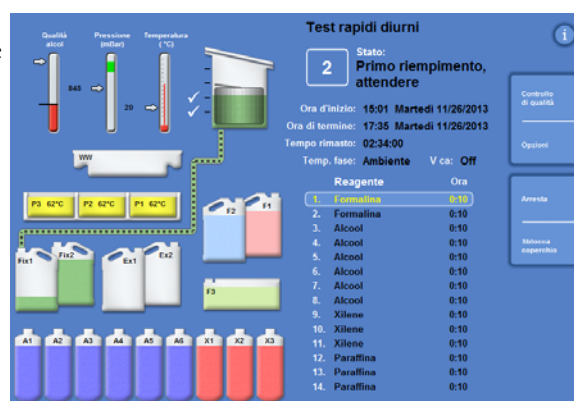 e
Qualità alcol
Pressione (mBar)
Temperatura ( °C)
845
20
WW
P3 62°C
P2 62°C
P1 62°C
F2
F1
Fix1
Fix2
Ex1
Ex2
F3
A1
A2
A3
A4
A5
A6
X1
X2
X3
Test rapidi diurni
i
2
Stato:
Primo riempimento,
attendere
Ora d'inizio: 15:01 Martedì 11/26/2013
Ora di termine: 17:35 Martedì 11/26/2013
Tempo rimasto: 02:34:00
Temp. fase: Ambiente V ca: Off
Reagente Ora
1. Formalina 0:10
2. Formalina 0:10
3. Alcool 0:10
4. Alcool 0:10
5. Alcool 0:10
6. Alcool 0:10
7. Alcool 0:10
8. Alcool 0:10
9. Xilene 0:10
10. Xilene 0:10
11. Xilene 0:10
12. Paraffina 0:10
13. Paraffina 0:10
14. Paraffina 0:10
Controllo
di qualità
Opzioni
Arresta
Sblocca
coperchio